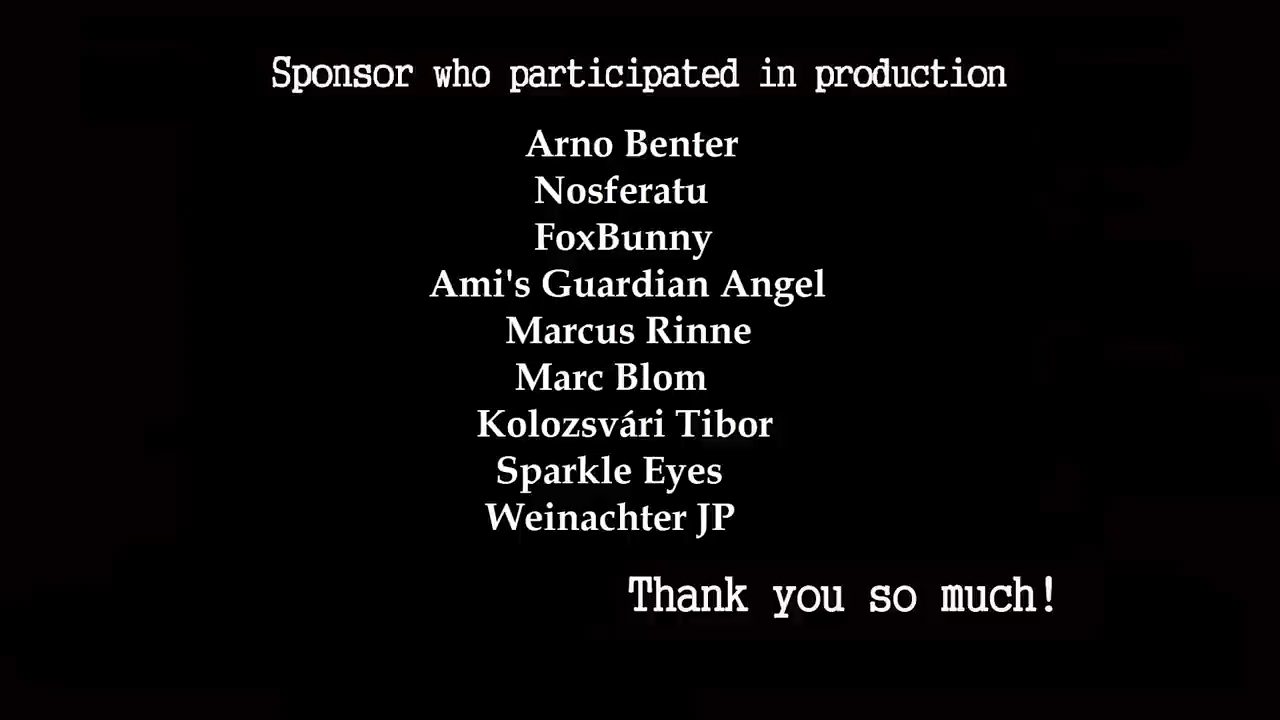 Sponsor who participated in production
Arno Benter
Nosferatu
FoxBunny
Ami's Guardian Angel
Marcus Rinne
Marc Blom
Kolozsvári Tibor
Sparkle Eyes
Weinachter JP
Thank you so much!